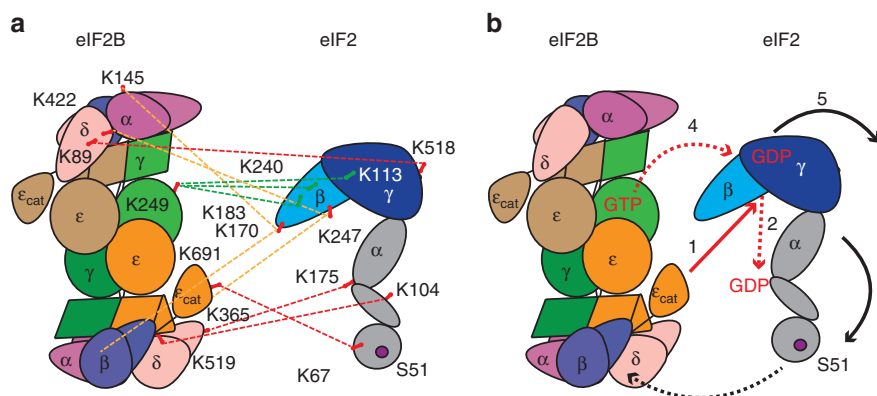 a
eIF2B
eIF2
K145
K422
δ
α
K89
γ
K518
K240
K113
εcat
K249
β
γ
ε
K183
K170
K247
K691
α
γ
ε
εcat
K175
K104
K365
α
β
δ
K519
K67
S51
b
eIF2B
eIF2
5
α
4
δ
γ
GDP
γ
β
εcat
GTP
ε
1
2
α
γ
ε
GDP
εcat
α
β
δ
S51